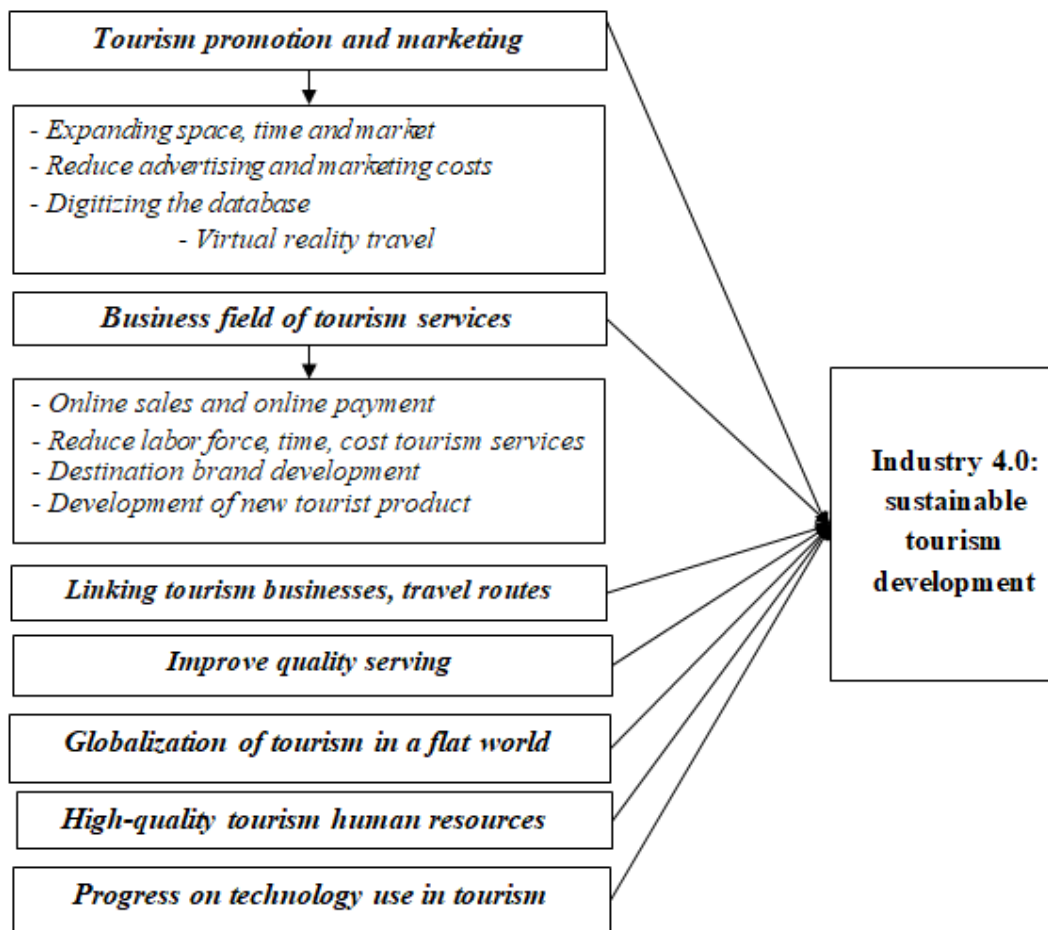 Tourism promotion and marketing
- Expanding space, time and market
- Reduce advertising and marketing costs
- Digitizing the database
- Virtual reality travel
Business field of tourism services
- Online sales and online payment
- Reduce labor force, time, cost tourism services
- Destination brand development
- Development of new tourist product
Linking tourism businesses, travel routes
Improve quality serving
Globalization of tourism in a flat world
High-quality tourism human resources
Progress on technology use in tourism
Industry 4.0:
sustainable
tourism
development